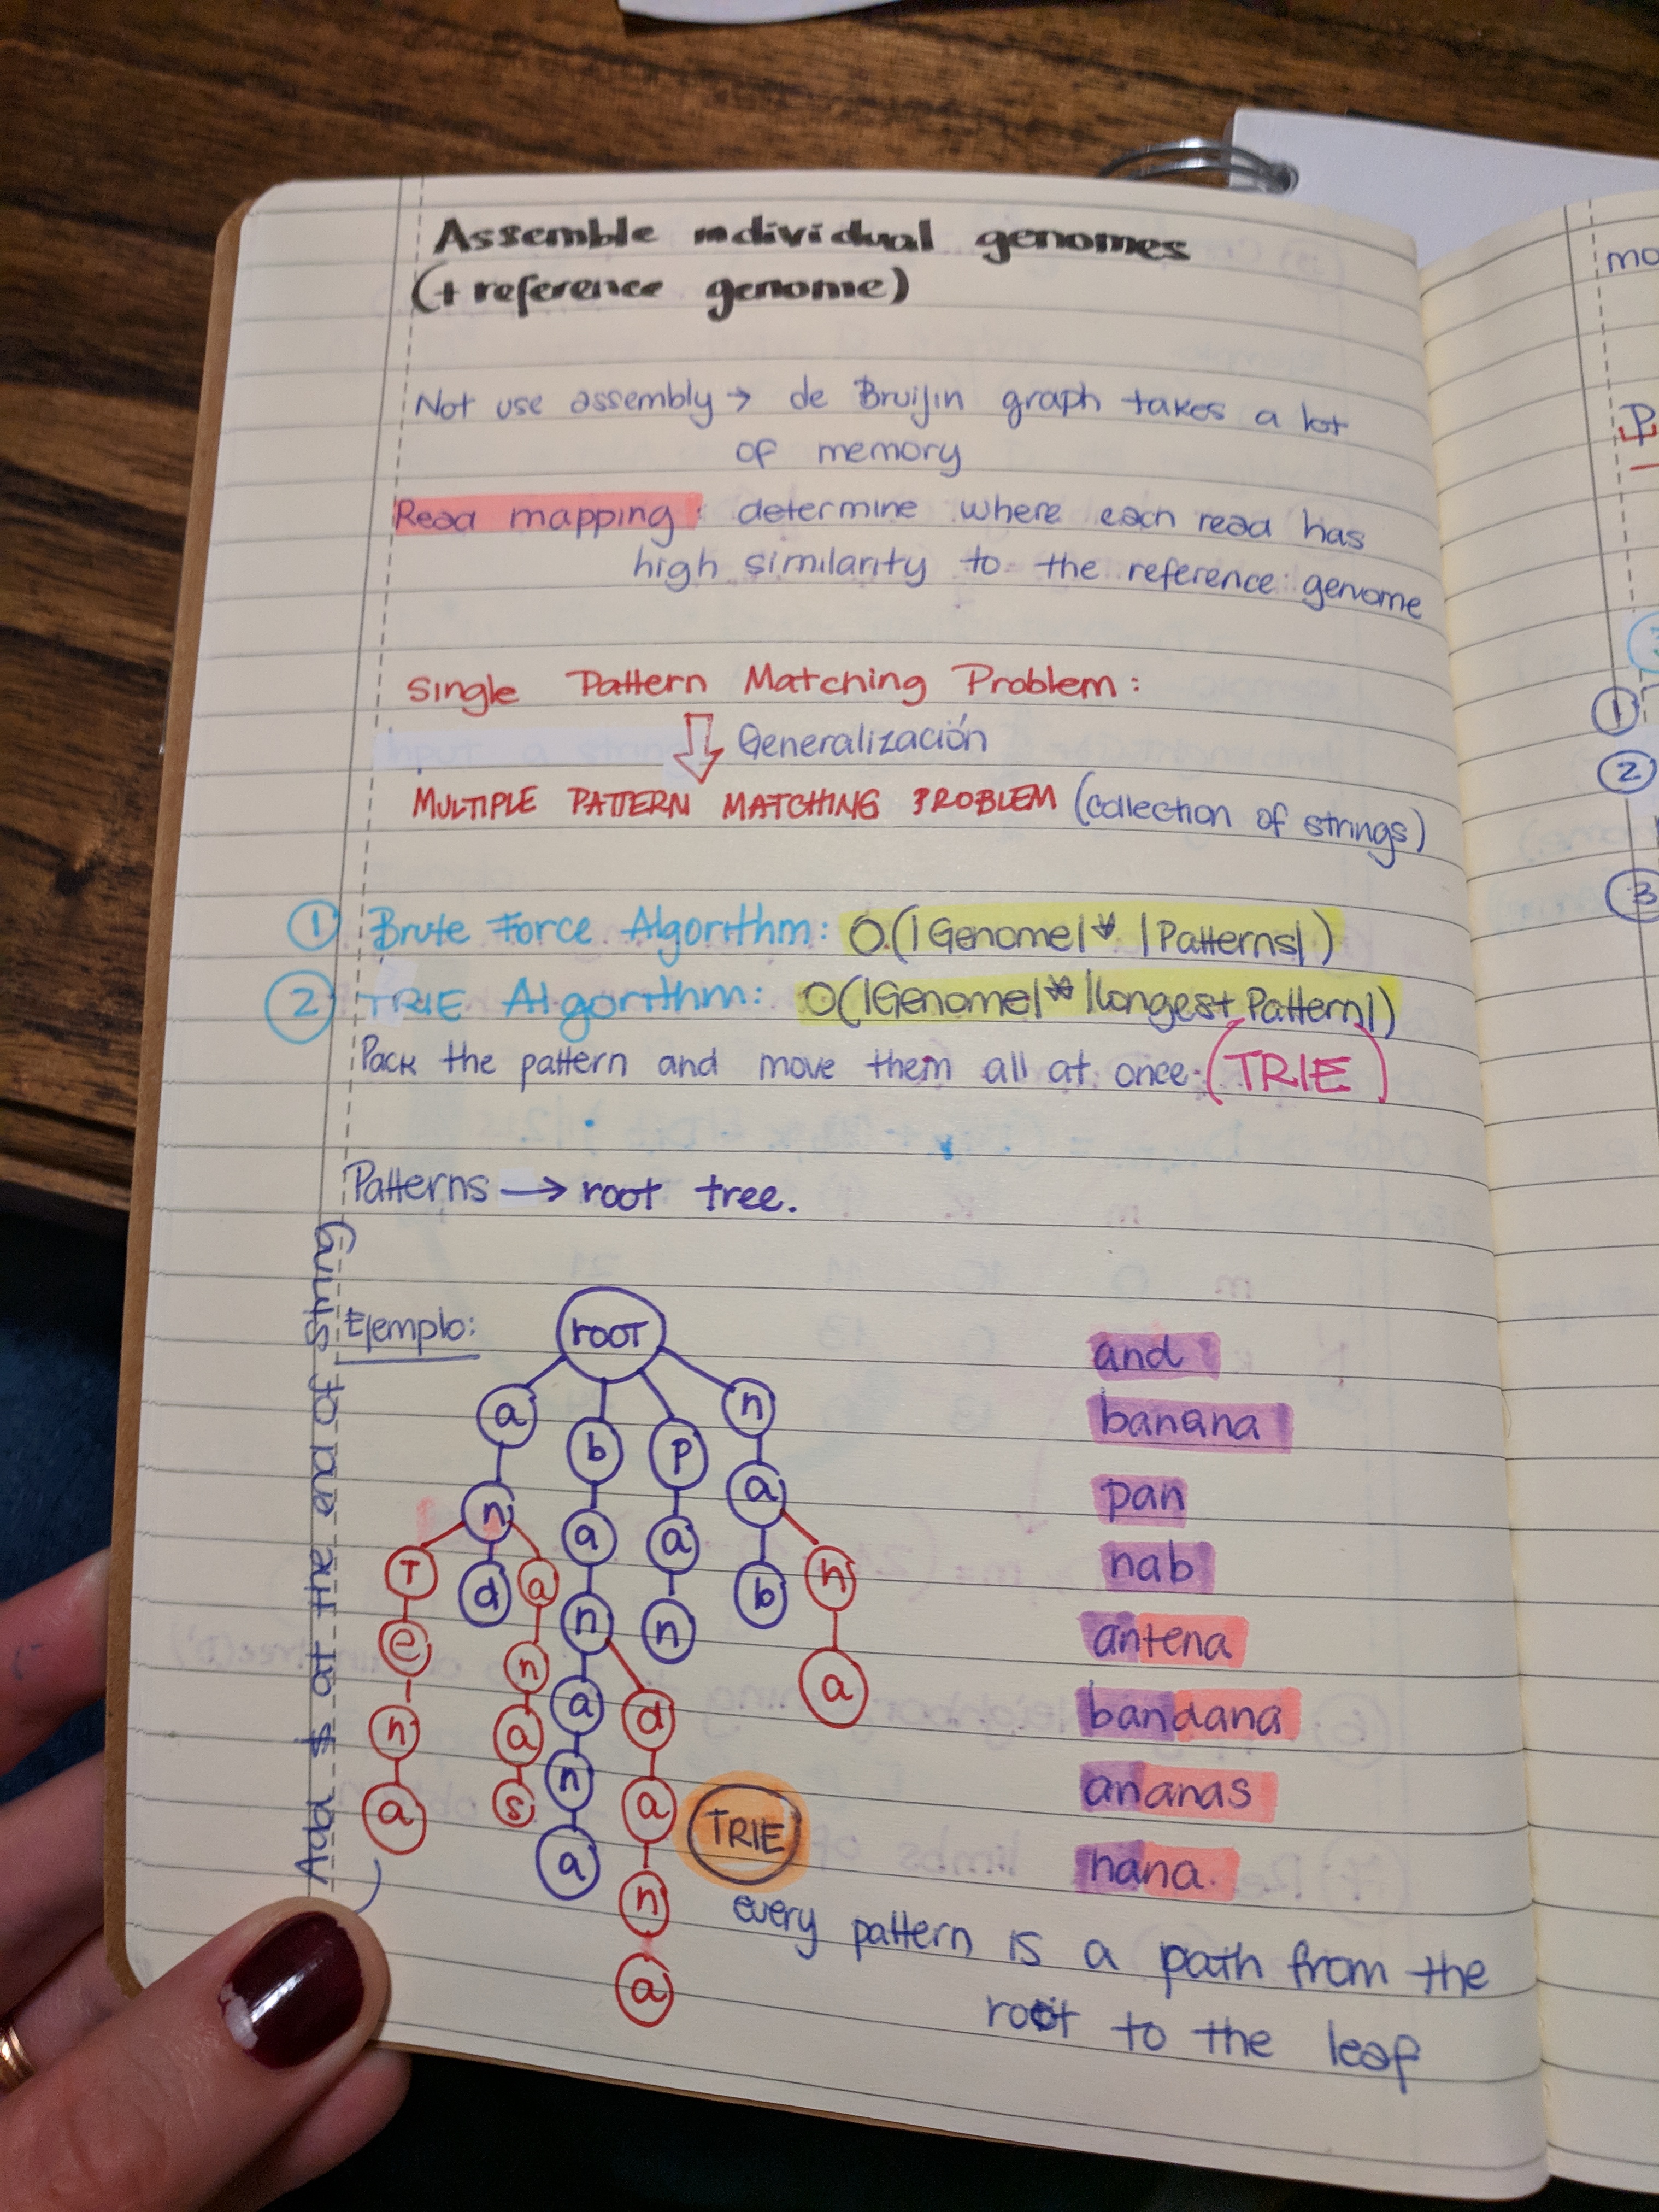 Assemble individual genomes
(+ reference genome)
Not use assembly → de Bruijin graph takes a lot
of memory
Read mapping: determine where each read has
high similarity to the reference genome
Single Pattern Matching Problem:
Generalización
MULTIPLE PATTERN MATCHING PROBLEM (collection of strings)
① Brute Force Algorithm: O(|Genome| * |Patterns|)
② TRIE Algorithm: O(|Genome| * |Longest Pattern|)
Pack the pattern and move them all at once (TRIE)
Patterns → root tree.
Add $ at the end of string
Ejemplo:
root
a b p n
n a a a
T d a n n b n
e n a d a
n a n a
a s a n
a
and
banana
pan
nab
antena
bandana
ananas
nana.
TRIE
every pattern is a path from the
root to the leaf
mo
P
3
①
②
③